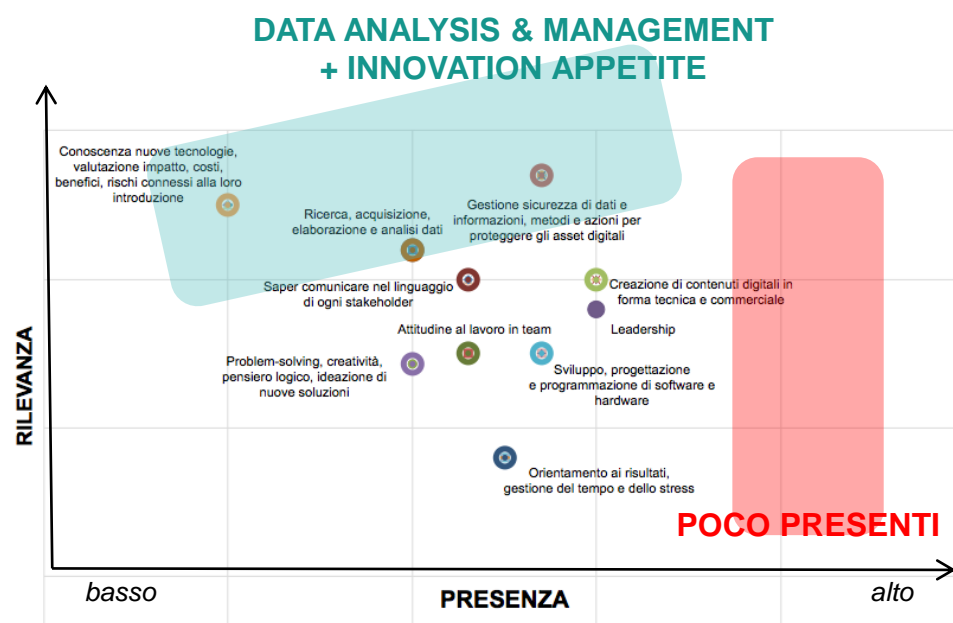 DATA ANALYSIS & MANAGEMENT
+ INNOVATION APPETITE
Conoscenza nuove tecnologie,
valutazione impatto, costi,
benefici, rischi connessi alla loro
introduzione
Ricerca, acquisizione,
elaborazione e analisi dati
Gestione sicurezza di dati e
informazioni, metodi e azioni per
proteggere gli asset digitali
Saper comunicare nel linguaggio
di ogni stakeholder
Creazione di contenuti digitali in
forma tecnica e commerciale
Leadership
Attitudine al lavoro in team
Problem-solving, creatività,
pensiero logico, ideazione di
nuove soluzioni
Sviluppo, progettazione
e programmazione di software e
hardware
Orientamento ai risultati,
gestione del tempo e dello stress
POCO PRESENTI
RILEVANZA
basso
PRESENZA
alto